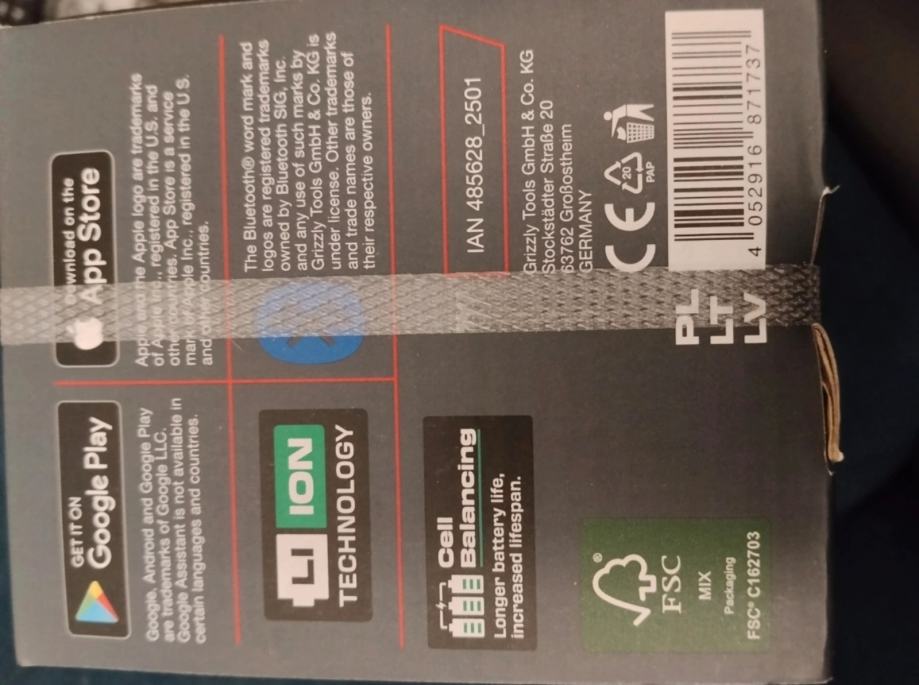 GET IT ON
Google Play
Google, Android and Google Play
are trademarks of Google LLC.
Google Assistant is not available in
certain languages and countries.
Download on the
App Store
Apple and the Apple logo are trademarks
of Apple Inc., registered in the U.S. and
other countries. App Store is a service
mark of Apple Inc., registered in the U.S.
and other countries.
LI ION
TECHNOLOGY
The Bluetooth® word mark and
logos are registered trademarks
owned by Bluetooth SIG, Inc.
and any use of such marks by
Grizzly Tools GmbH & Co. KG is
under license. Other trademarks
and trade names are those of
their respective owners.
Cell
Balancing
Longer battery life,
increased lifespan.
IAN 485628_2501
Grizzly Tools GmbH & Co. KG
Stockstädter Straße 20
63762 Großostheim
GERMANY
CE
20
PAP
®
FSC
MIX
Packaging
FSC® C162703
PL
LT
LV
4 052916 871737